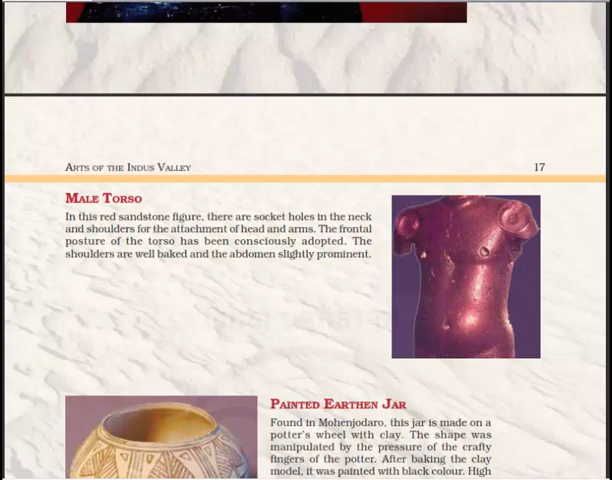 ARTS OF THE INDUS VALLEY 17
MALE TORSO
In this red sandstone figure, there are socket holes in the neck
and shoulders for the attachment of head and arms. The frontal
posture of the torso has been consciously adopted. The
shoulders are well baked and the abdomen slightly prominent.
PAINTED EARTHEN JAR
Found in Mohenjodaro, this jar is made on a
potter's wheel with clay. The shape was
manipulated by the pressure of the crafty
fingers of the potter. After baking the clay
model, it was painted with black colour. High